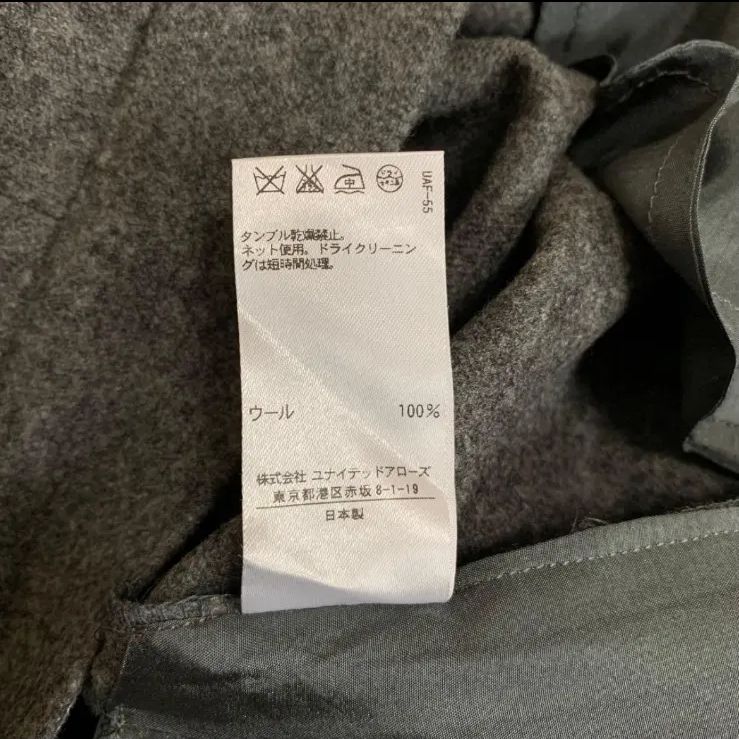 中
UAF-55
タンブル乾燥禁止。
ネット使用。ドライクリーニン
グは短時間処理。
ウール 100%
株式会社 ユナイテッドアローズ
東京都港区赤坂 8-1-19
日本製